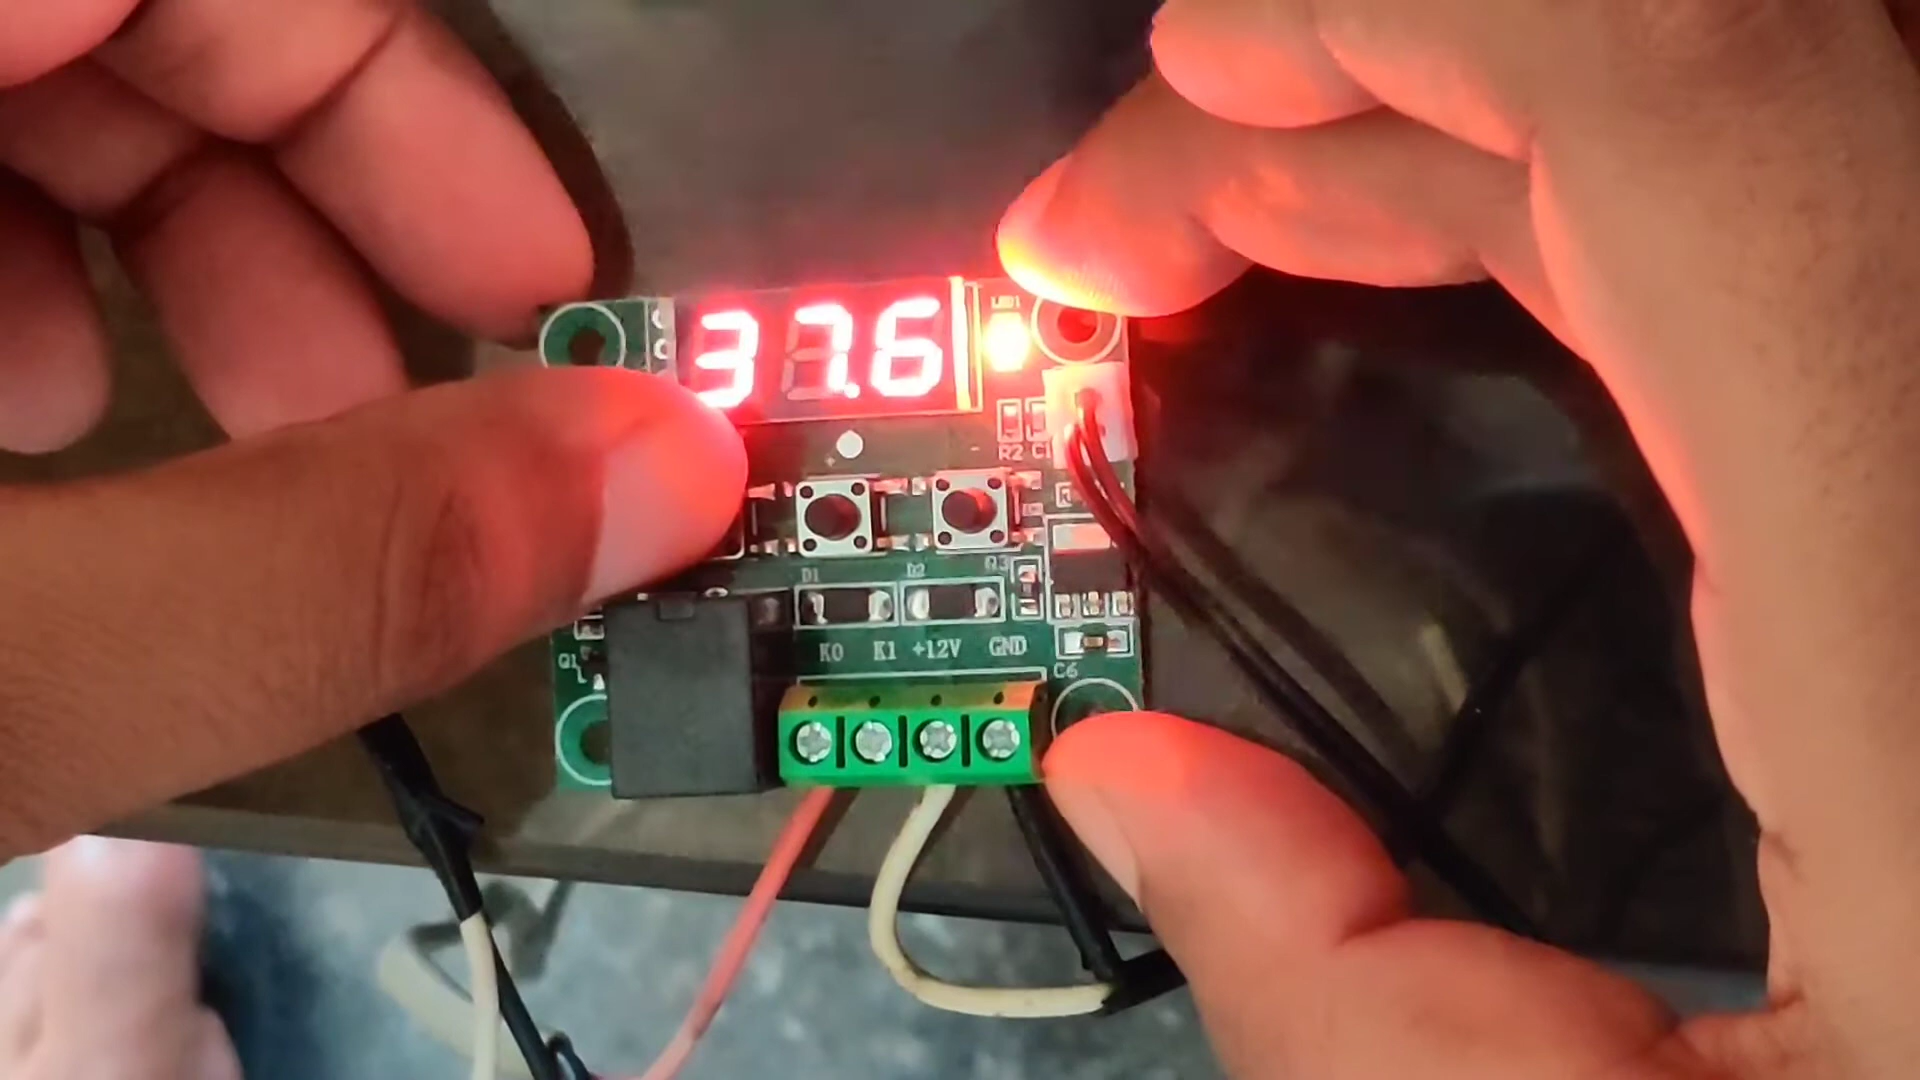 37.6
LED1
R2 C1
D1 D2 Q3
K0 K1 +12V GND
Q1
C6